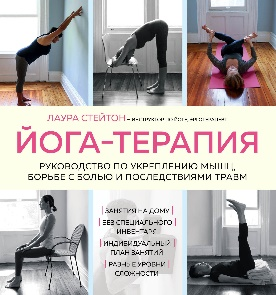 ЛАУРА СТЕЙТОН
ЙОГА-ТЕРАПИЯ
РУКОВОДСТВО ПО УКРЕПЛЕНИЮ МЫШЦ,
БОРЬБЕ С БОЛЬЮ И ПОСЛЕДСТВИЯМИ ТРАВМ
ЗАНЯТИЯ НА ДОМУ
БЕЗ СПЕЦИАЛЬНОГО
ИНВЕНТАРЯ
ИНДИВИДУАЛЬНЫЙ
ПЛАН ЗАНЯТИЙ
РАЗНЫЕ УРОВНИ
СЛОЖНОСТИ